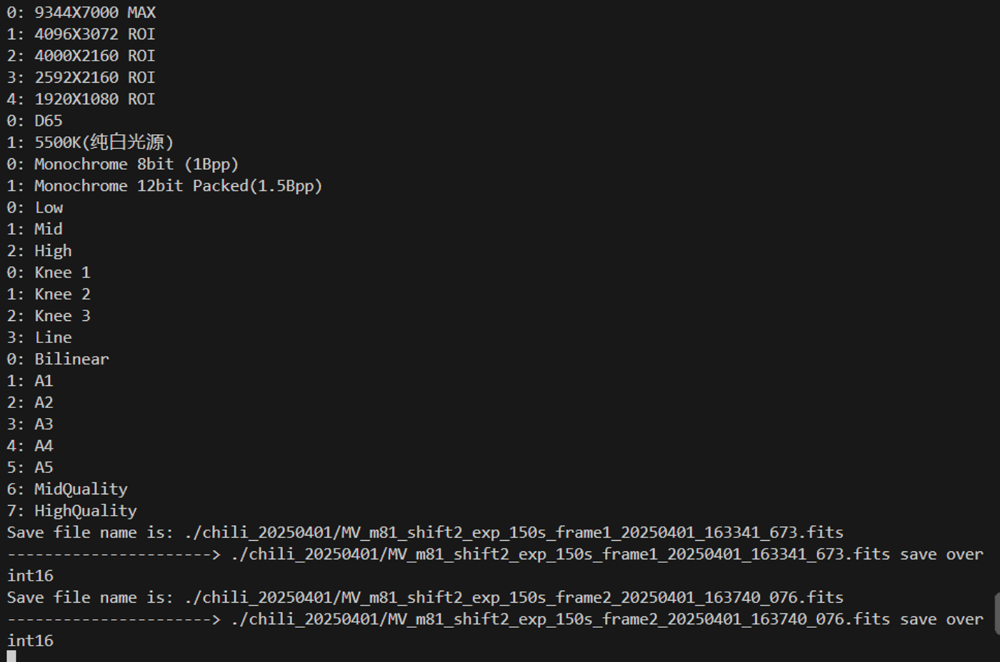 0: 9344X7000 MAX
1: 4096X3072 ROI
2: 4000X2160 ROI
3: 2592X2160 ROI
4: 1920X1080 ROI
0: D65
1: 5500K(纯白光源)
0: Monochrome 8bit (1Bpp)
1: Monochrome 12bit Packed(1.5Bpp)
0: Low
1: Mid
2: High
0: Knee 1
1: Knee 2
2: Knee 3
3: Line
0: Bilinear
1: A1
2: A2
3: A3
4: A4
5: A5
6: MidQuality
7: HighQuality
Save file name is: ./chili_20250401/MV_m81_shift2_exp_150s_frame1_20250401_163341_673.fits
----------------------> ./chili_20250401/MV_m81_shift2_exp_150s_frame1_20250401_163341_673.fits save over
int16
Save file name is: ./chili_20250401/MV_m81_shift2_exp_150s_frame2_20250401_163740_076.fits
----------------------> ./chili_20250401/MV_m81_shift2_exp_150s_frame2_20250401_163740_076.fits save over
int16